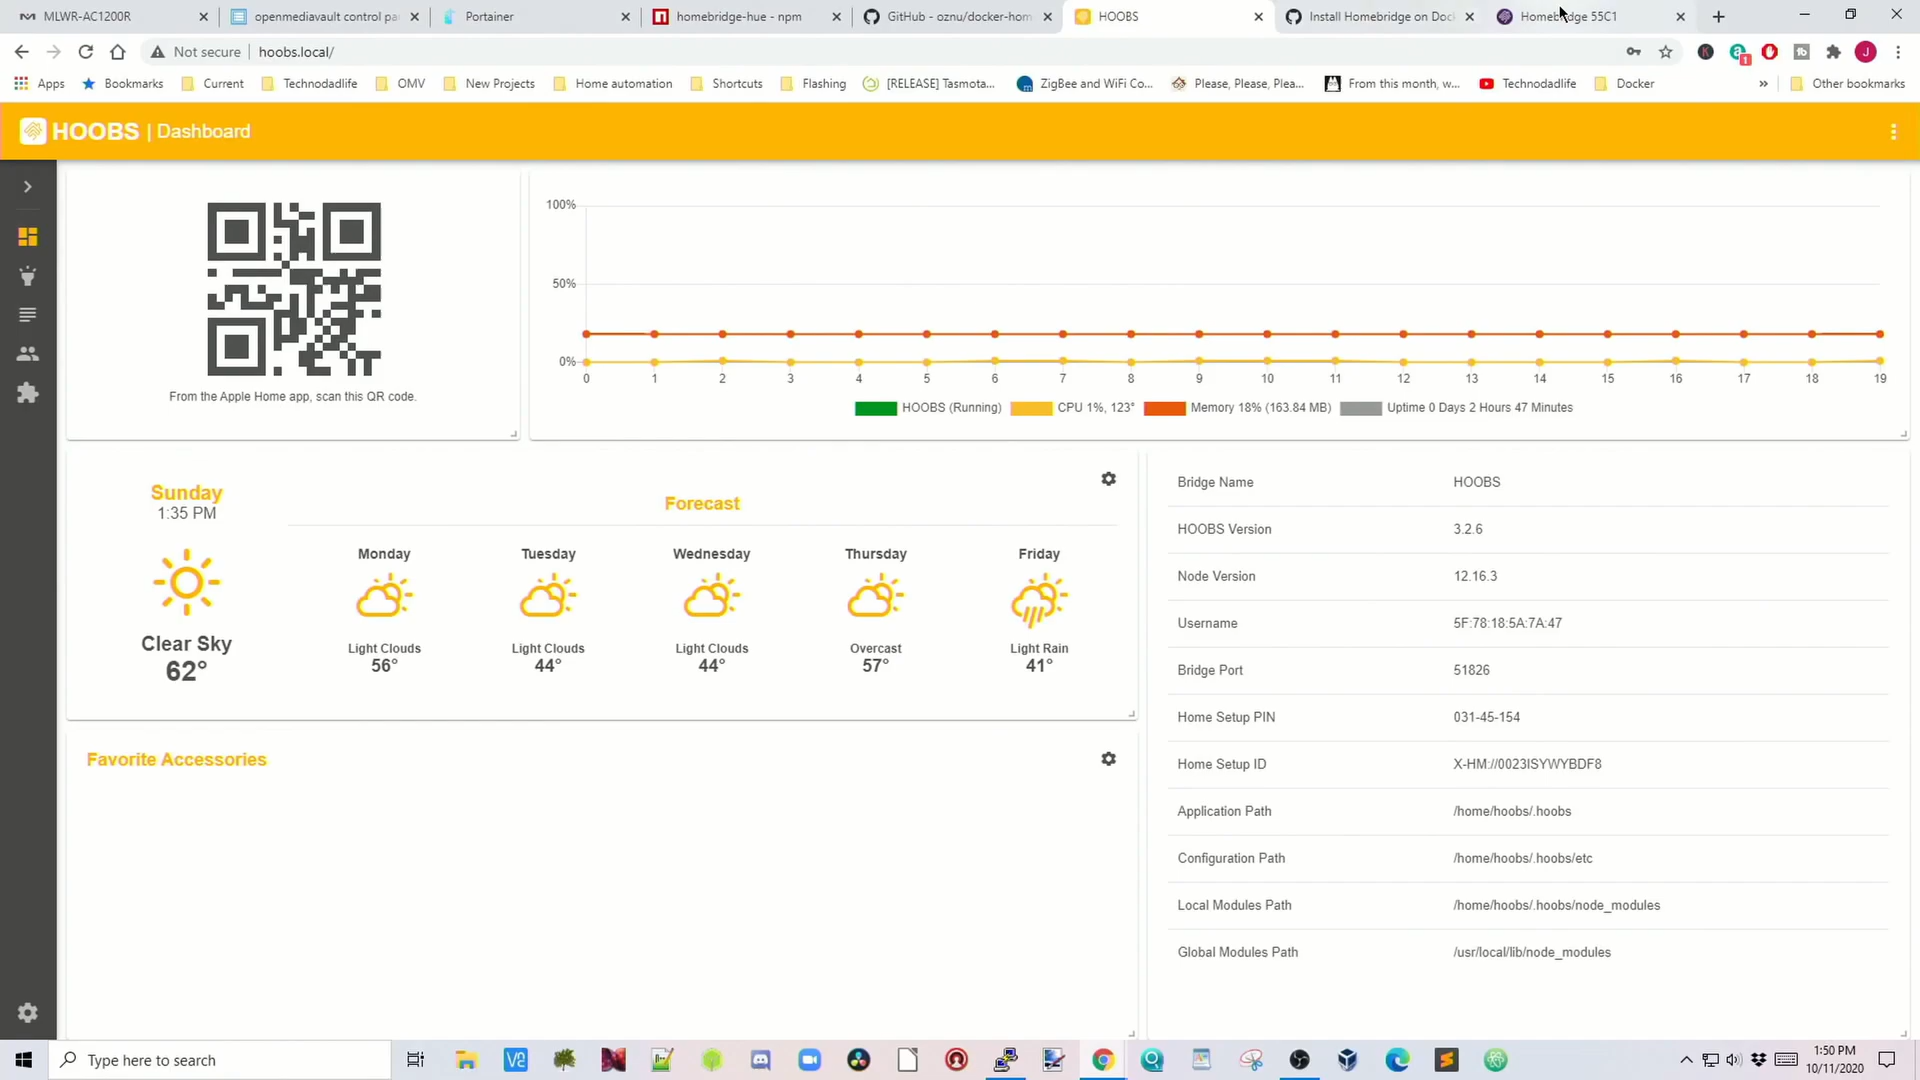 MLWR-AC1200R
openmediavault control pa
Portainer
homebridge-hue - npm
GitHub - oznu/docker-hom
HOOBS
Install Homebridge on Doc
Homebridge 55C1
Not secure
hoobs.local/
Apps
Bookmarks
Current
Technodadlife
OMV
New Projects
Home automation
Shortcuts
Flashing
[RELEASE] Tasmota...
ZigBee and WiFi Co...
Please, Please, Plea...
From this month, w...
Technodadlife
Docker
»
Other bookmarks
HOOBS | Dashboard
From the Apple Home app, scan this QR code.
100%
50%
0%
0 1 2 3 4 5 6 7 8 9 10 11 12 13 14 15 16 17 18 19
HOOBS (Running) CPU 1%, 123° Memory 18% (163.84 MB) Uptime 0 Days 2 Hours 47 Minutes
Sunday
1:35 PM
Clear Sky
62°
Forecast
Monday
Light Clouds
56°
Tuesday
Light Clouds
44°
Wednesday
Light Clouds
44°
Thursday
Overcast
57°
Friday
Light Rain
41°
Favorite Accessories
Bridge Name HOOBS
HOOBS Version 3.2.6
Node Version 12.16.3
Username 5F:78:18:5A:7A:47
Bridge Port 51826
Home Setup PIN 031-45-154
Home Setup ID X-HM://0023ISYWYBDF8
Application Path /home/hoobs/.hoobs
Configuration Path /home/hoobs/.hoobs/etc
Local Modules Path /home/hoobs/.hoobs/node_modules
Global Modules Path /usr/local/lib/node_modules
Type here to search
1:50 PM
10/11/2020